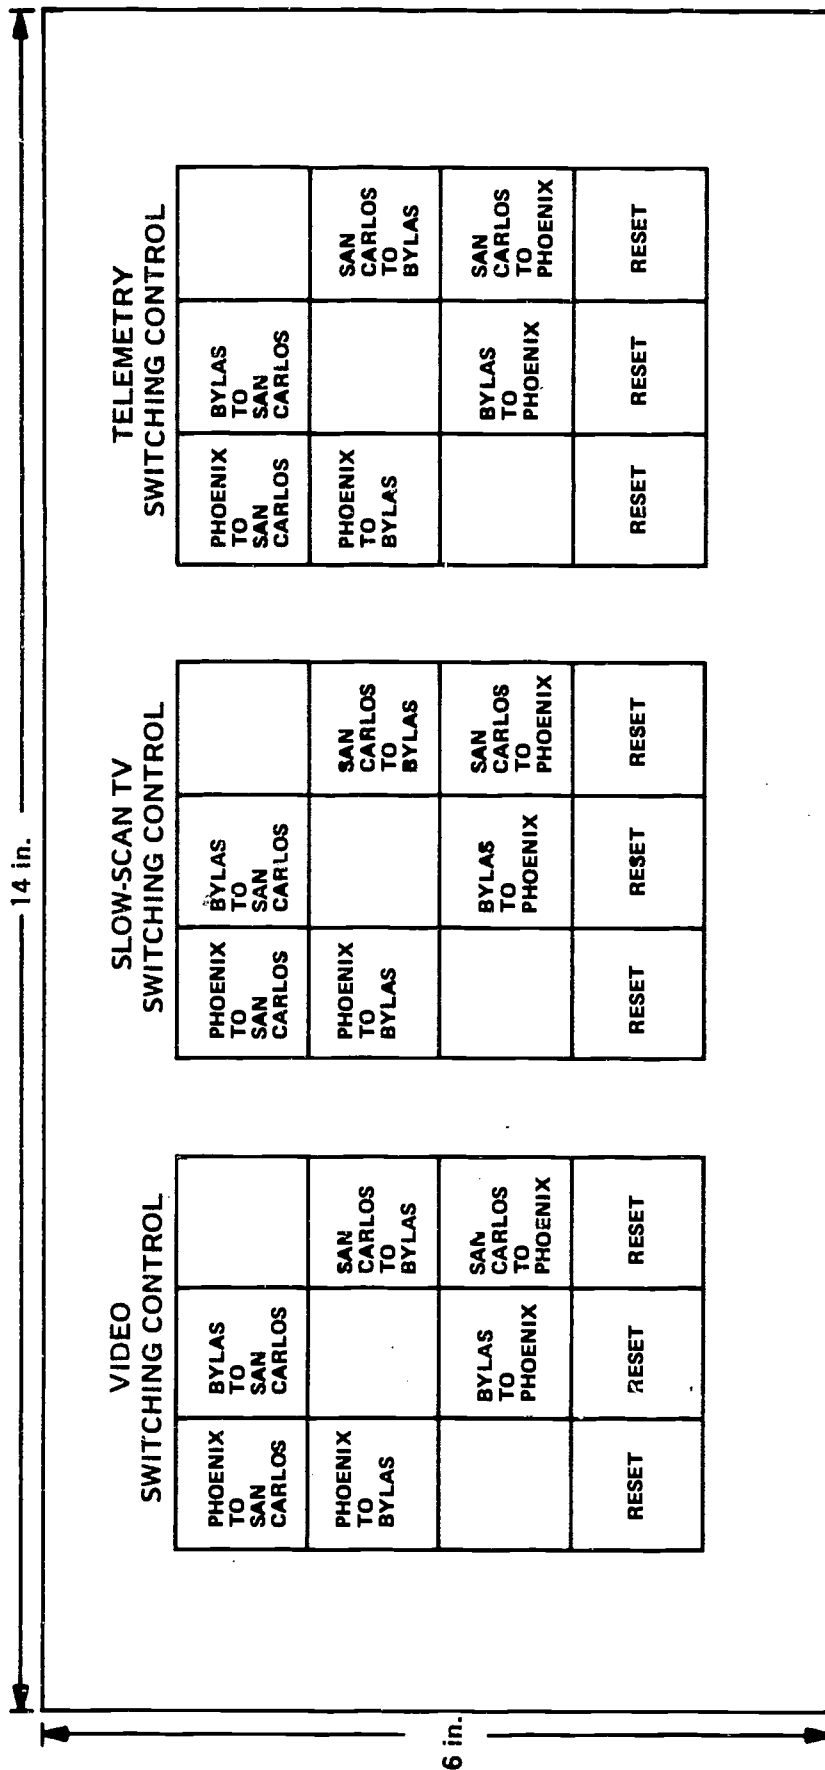 14 in.
6 in.
VIDEO
SWITCHING CONTROL
PHOENIX
TO
SAN
CARLOS
BYLAS
TO
SAN
CARLOS
PHOENIX
TO
BYLAS
SAN
CARLOS
TO
BYLAS
BYLAS
TO
PHOENIX
SAN
CARLOS
TO
PHOENIX
RESET
RESET
RESET
SLOW-SCAN TV
SWITCHING CONTROL
PHOENIX
TO
SAN
CARLOS
BYLAS
TO
SAN
CARLOS
PHOENIX
TO
BYLAS
SAN
CARLOS
TO
BYLAS
BYLAS
TO
PHOENIX
SAN
CARLOS
TO
PHOENIX
RESET
RESET
RESET
TELEMETRY
SWITCHING CONTROL
PHOENIX
TO
SAN
CARLOS
BYLAS
TO
SAN
CARLOS
PHOENIX
TO
BYLAS
SAN
CARLOS
TO
BYLAS
BYLAS
TO
PHOENIX
SAN
CARLOS
TO
PHOENIX
RESET
RESET
RESET